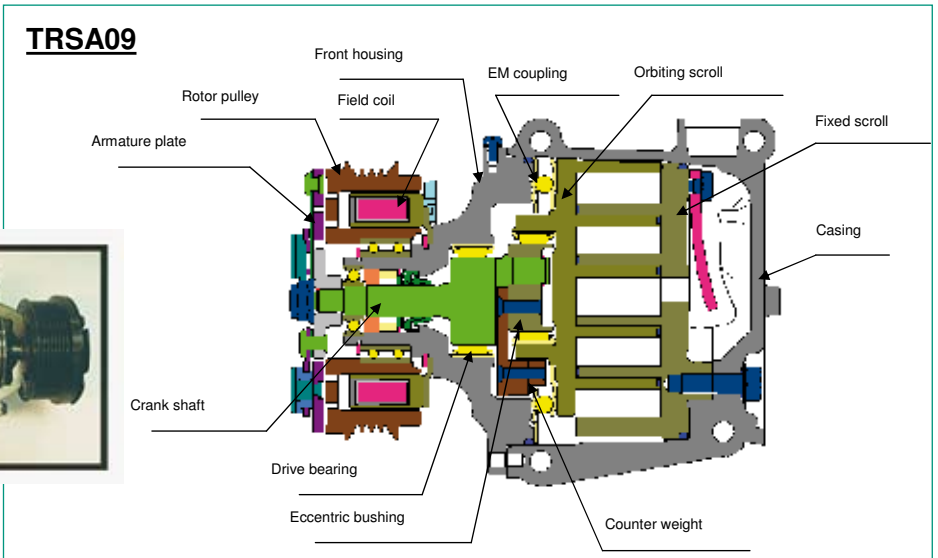 TRSA09
Front housing
EM coupling
Orbiting scroll
Rotor pulley
Field coil
Fixed scroll
Armature plate
Casing
Crank shaft
Drive bearing
Eccentric bushing
Counter weight